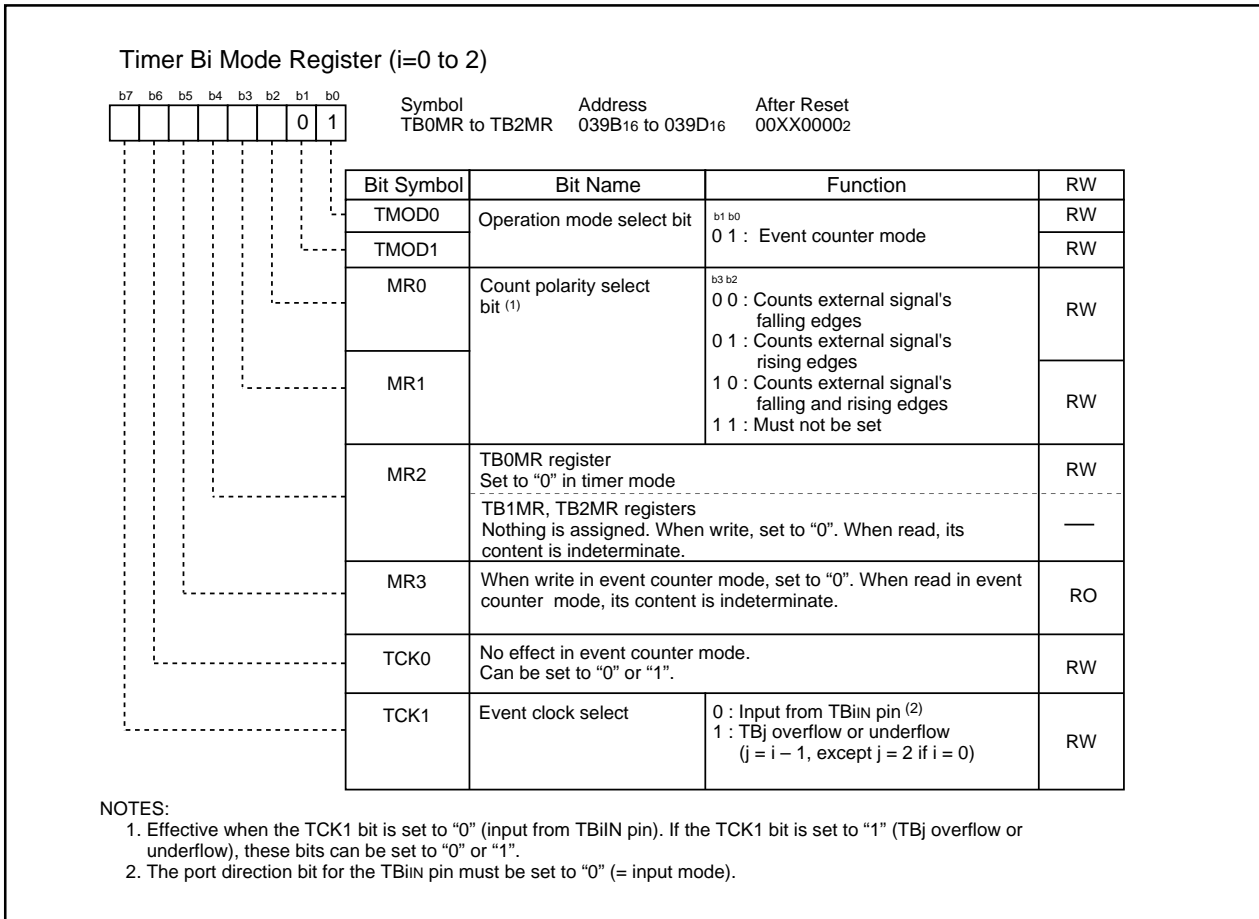 Timer Bi Mode Register (i=0 to 2)
b7 b6 b5 b4 b3 b2 b1 b0
0 1
Symbol Address After Reset
TB0MR to TB2MR 039B16 to 039D16 00XX00002
Bit Symbol Bit Name Function RW
TMOD0 Operation mode select bit b1 b0 RW
0 1 : Event counter mode
TMOD1 RW
MR0 Count polarity select bit (1) b3 b2 RW
0 0 : Counts external signal's
falling edges
0 1 : Counts external signal's
rising edges
MR1 1 0 : Counts external signal's RW
falling and rising edges
1 1 : Must not be set
MR2 TB0MR register RW
Set to “0” in timer mode
TB1MR, TB2MR registers
Nothing is assigned. When write, set to “0”. When read, its —
content is indeterminate.
MR3 When write in event counter mode, set to “0”. When read in event RO
counter mode, its content is indeterminate.
TCK0 No effect in event counter mode. RW
Can be set to “0” or “1”.
TCK1 Event clock select 0 : Input from TBiIN pin (2) RW
1 : TBj overflow or underflow
(j = i – 1, except j = 2 if i = 0)
NOTES:
1. Effective when the TCK1 bit is set to “0” (input from TBiIN pin). If the TCK1 bit is set to “1” (TBj overflow or
underflow), these bits can be set to “0” or “1”.
2. The port direction bit for the TBiIN pin must be set to “0” (= input mode).